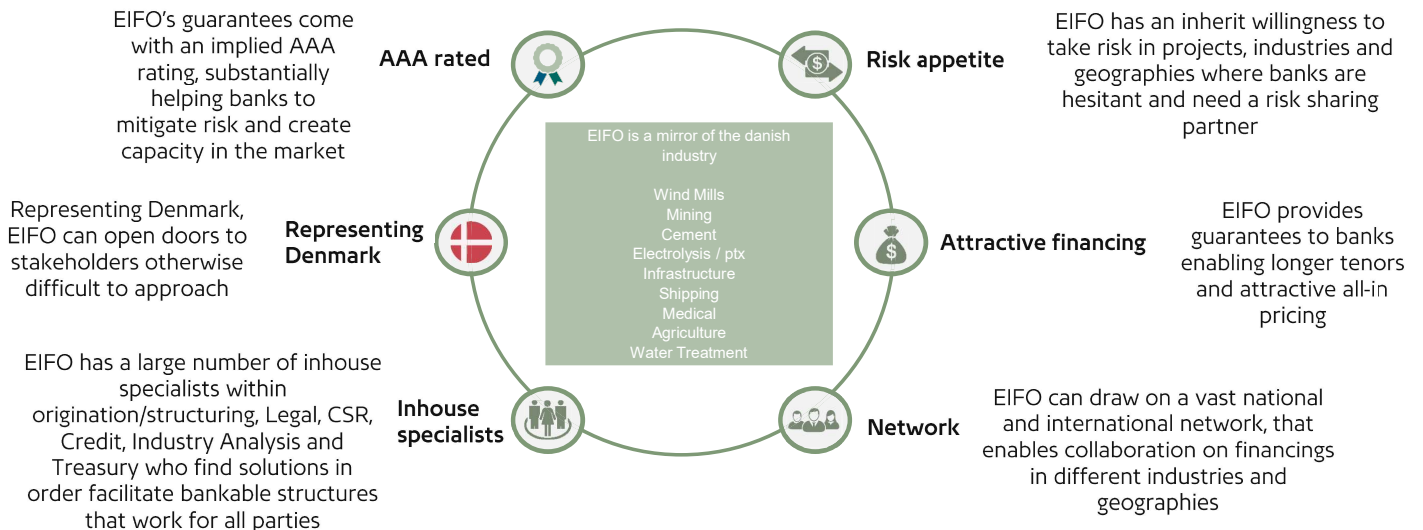 EIFO's guarantees come
with an implied AAA
rating, substantially
helping banks to
mitigate risk and create
capacity in the market
AAA rated
Risk appetite
EIFO has an inherit willingness to
take risk in projects, industries and
geographies where banks are
hesitant and need a risk sharing
partner
Representing Denmark,
EIFO can open doors to
stakeholders otherwise
difficult to approach
Representing
Denmark
EIFO is a mirror of the danish
industry
Wind Mills
Mining
Cement
Electrolysis / ptx
Infrastructure
Shipping
Medical
Agriculture
Water Treatment
Attractive financing
EIFO provides
guarantees to banks
enabling longer tenors
and attractive all-in
pricing
EIFO has a large number of inhouse
specialists within
origination/structuring, Legal, CSR,
Credit, Industry Analysis and
Treasury who find solutions in
order facilitate bankable structures
that work for all parties
Inhouse
specialists
Network
EIFO can draw on a vast national
and international network, that
enables collaboration on financings
in different industries and
geographies